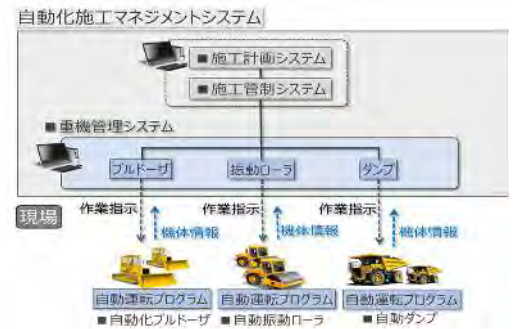 自動化施工マネジメントシステム
■施工計画システム
■施工管制システム
■重機管理システム
ブルドーザ 振動ローラ ダンプ
現場 作業指示 作業指示 作業指示
機体情報 機体情報 機体情報
自動運転プログラム 自動運転プログラム 自動運転プログラム
■自動化ブルドーザ ■自動振動ローラ ■自動ダンプ